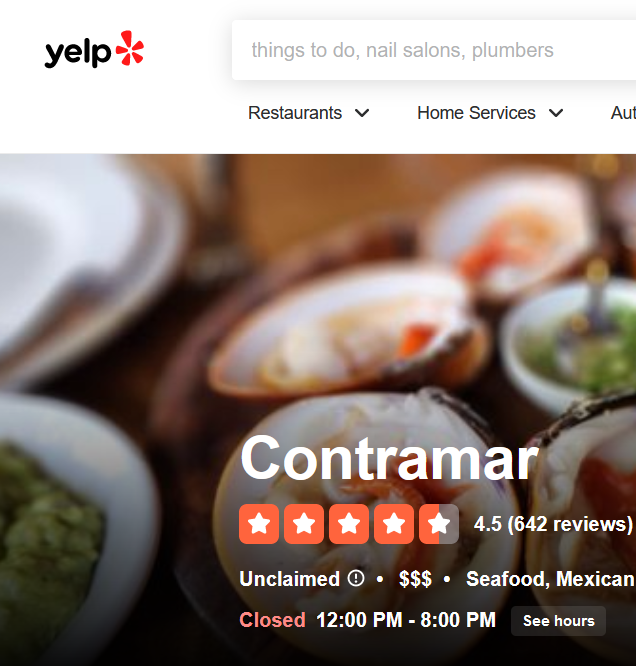 yelp
things to do, nail salons, plumbers
Restaurants Home Services Aut
Contramar
4.5 (642 reviews)
Unclaimed • $$$ • Seafood, Mexican
Closed 12:00 PM - 8:00 PM See hours